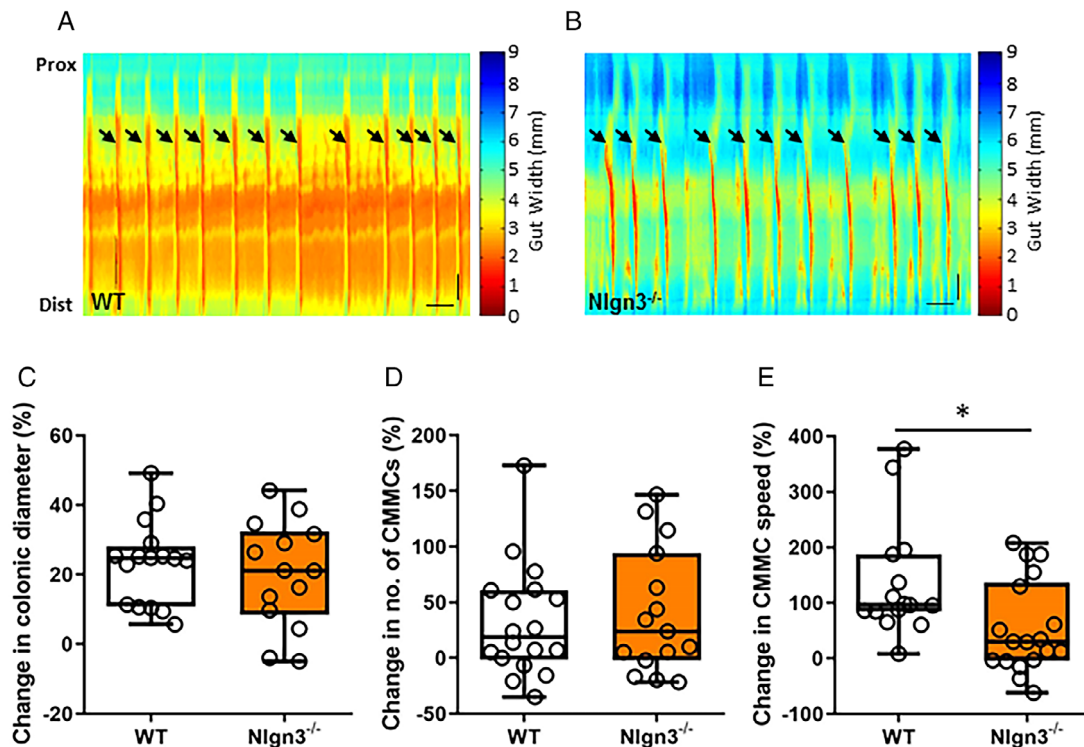 A
B
Prox
Dist
WT
9
8
7
6
5
4
3
2
1
0
Gut Width (mm)
Nlgn3-/-
9
8
7
6
5
4
3
2
1
0
Gut Width (mm)
C
D
E
Change in colonic diameter (%)
60
40
20
0
-20
WT
Nlgn3-/-
Change in no. of CMMCs (%)
200
150
100
50
0
-50
WT
Nlgn3-/-
Change in CMMC speed (%)
400
300
200
100
0
-100
*
WT
Nlgn3-/-